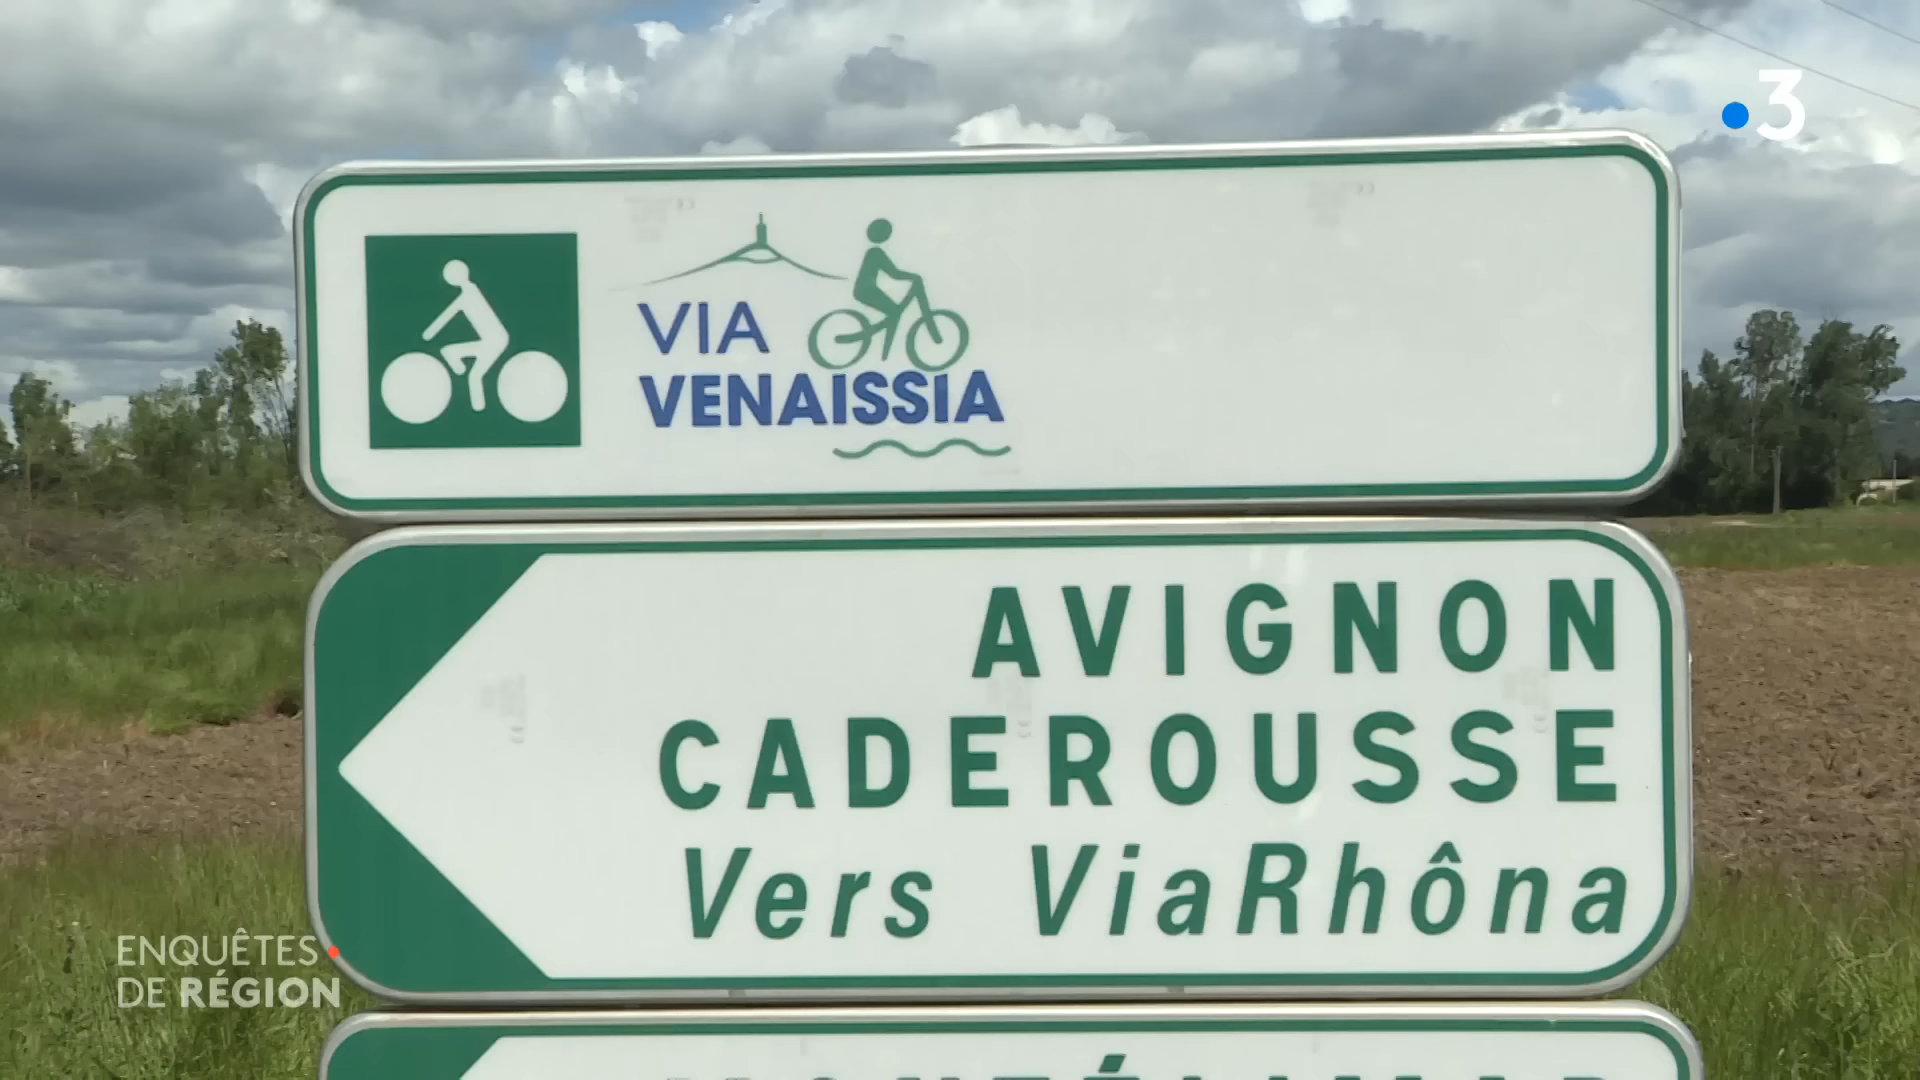 3
VIA
VENAISSIA
AVIGNON
CADEROUSSE
Vers ViaRhôna
ENQUÊTES
DE RÉGION